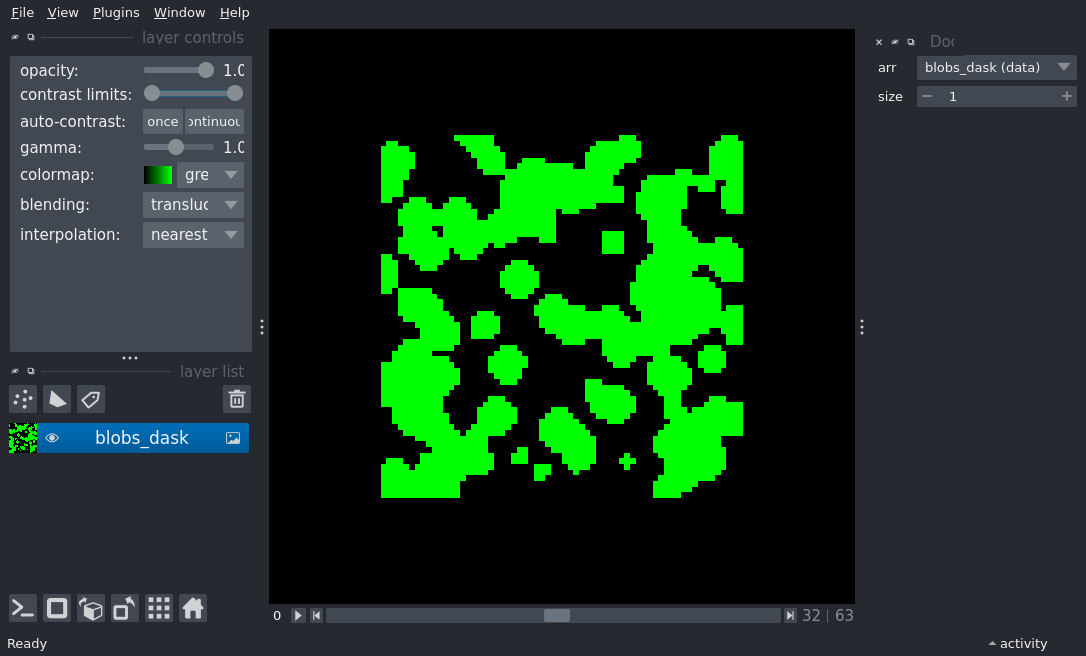 File View Plugins Window Help
layer controls
opacity: 1.0
contrast limits:
auto-contrast: once ontinuou
gamma: 1.0
colormap: gre
blending: transluc
interpolation: nearest
layer list
blobs_dask
0 32 | 63
Ready
Doc
arr blobs_dask (data)
size 1
activity